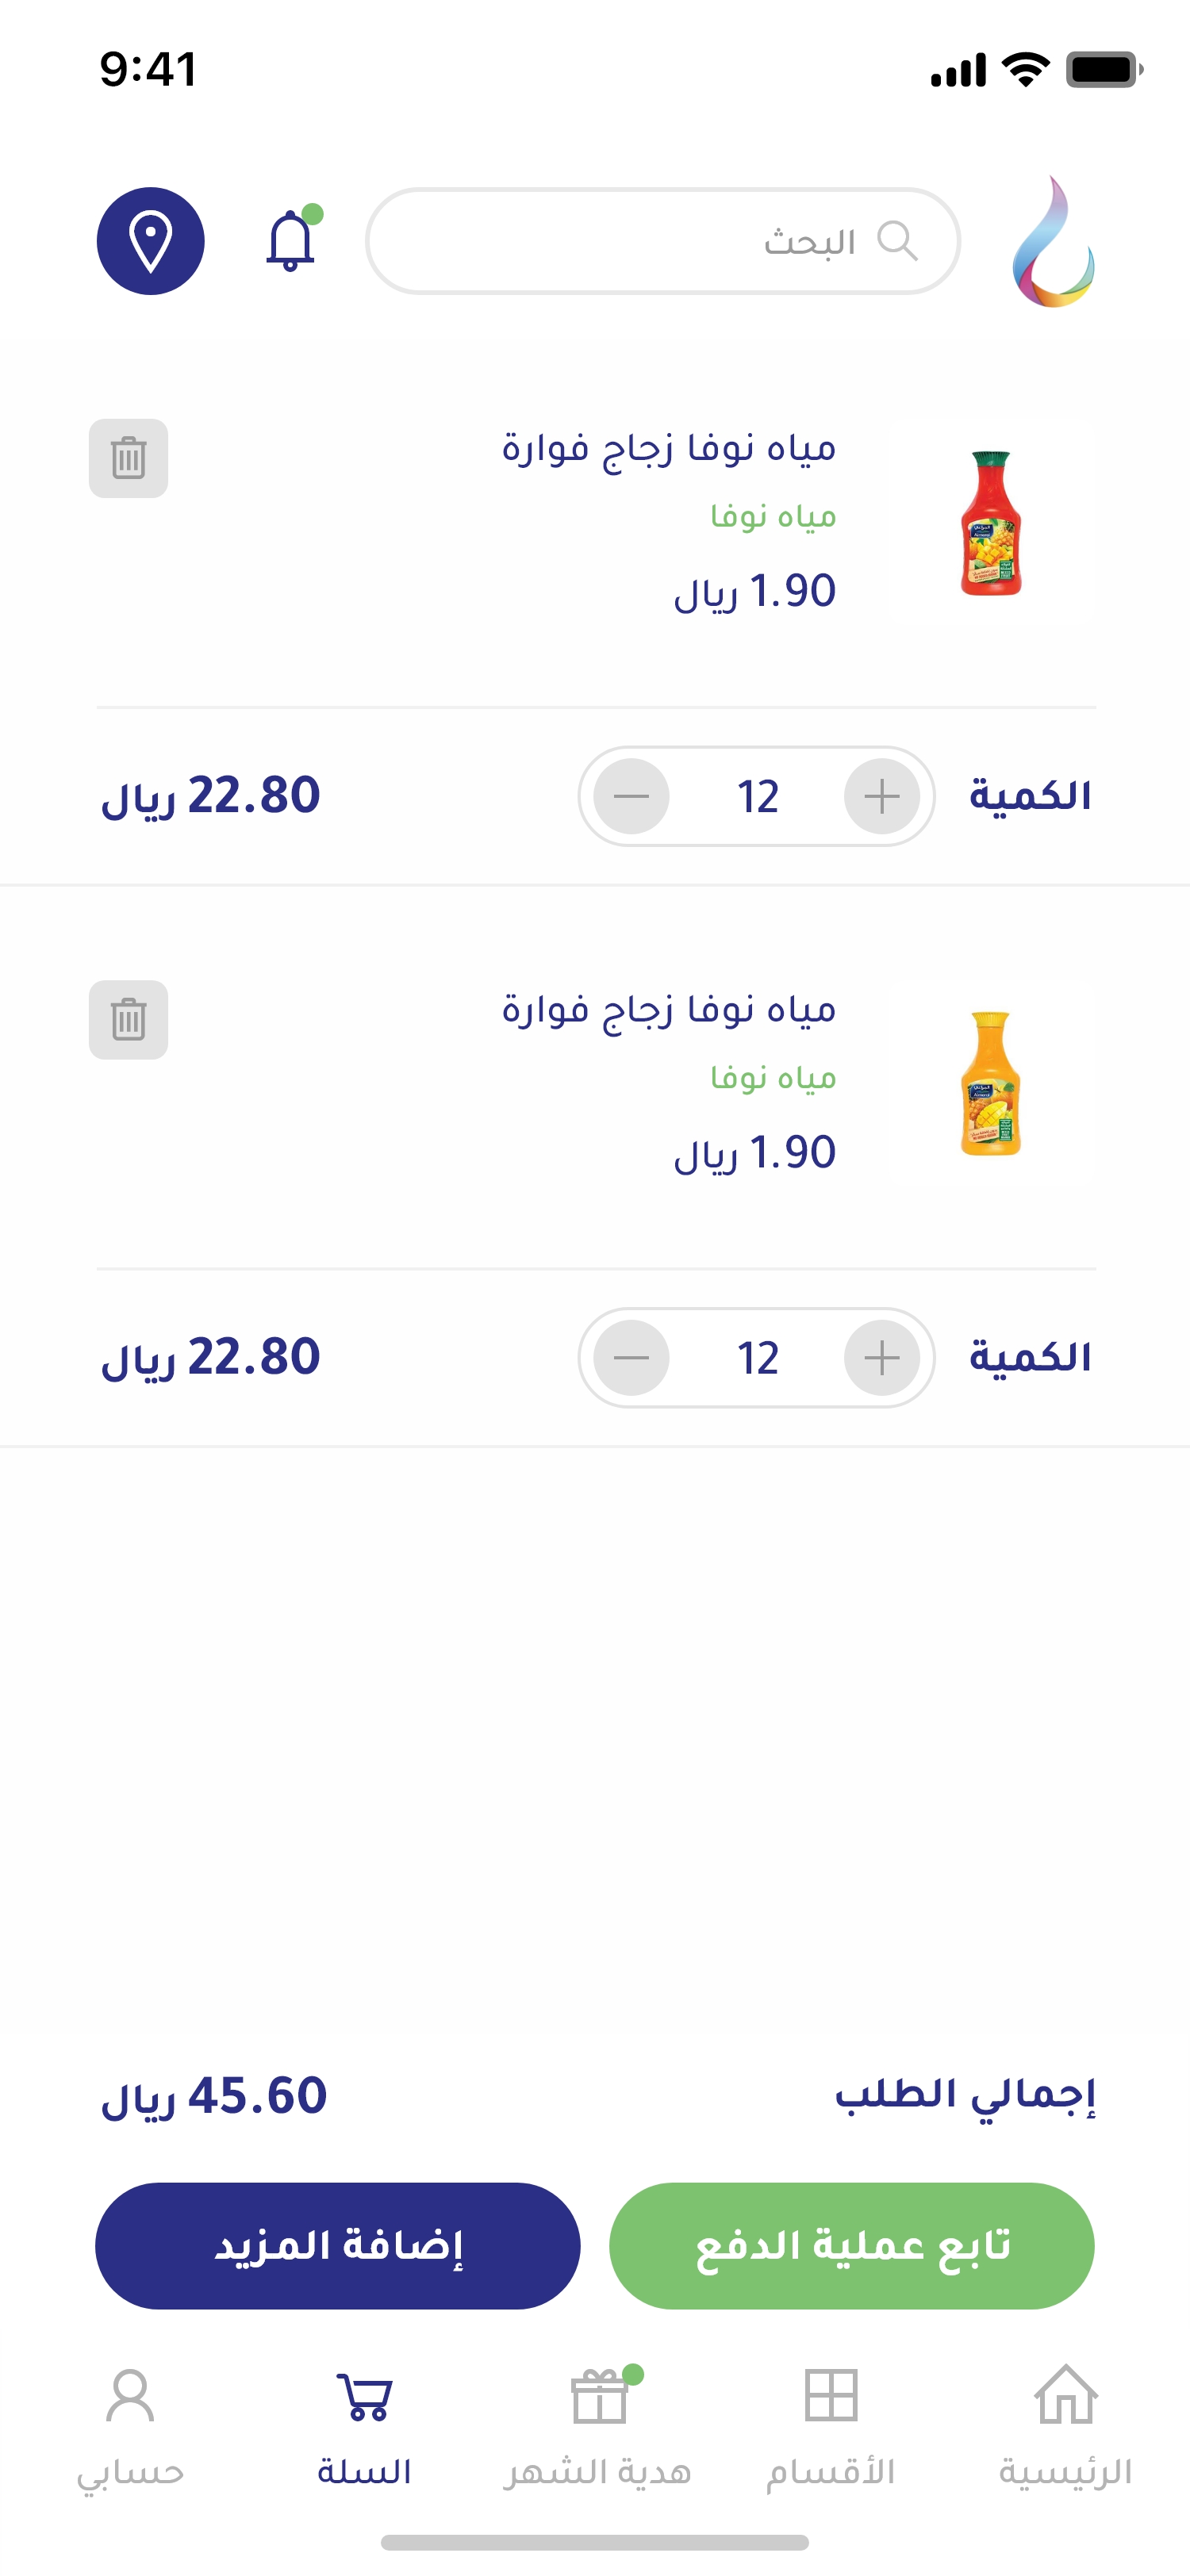 9:41
البحث
مياه نوفا زجاج فوارة
مياه نوفا
1.90 ريال
الكمية
12
22.80 ريال
مياه نوفا زجاج فوارة
مياه نوفا
1.90 ريال
الكمية
12
22.80 ريال
إجمالي الطلب
45.60 ريال
تابع عملية الدفع
إضافة المزيد
الرئيسية
الأقسام
هدية الشهر
السلة
حسابي